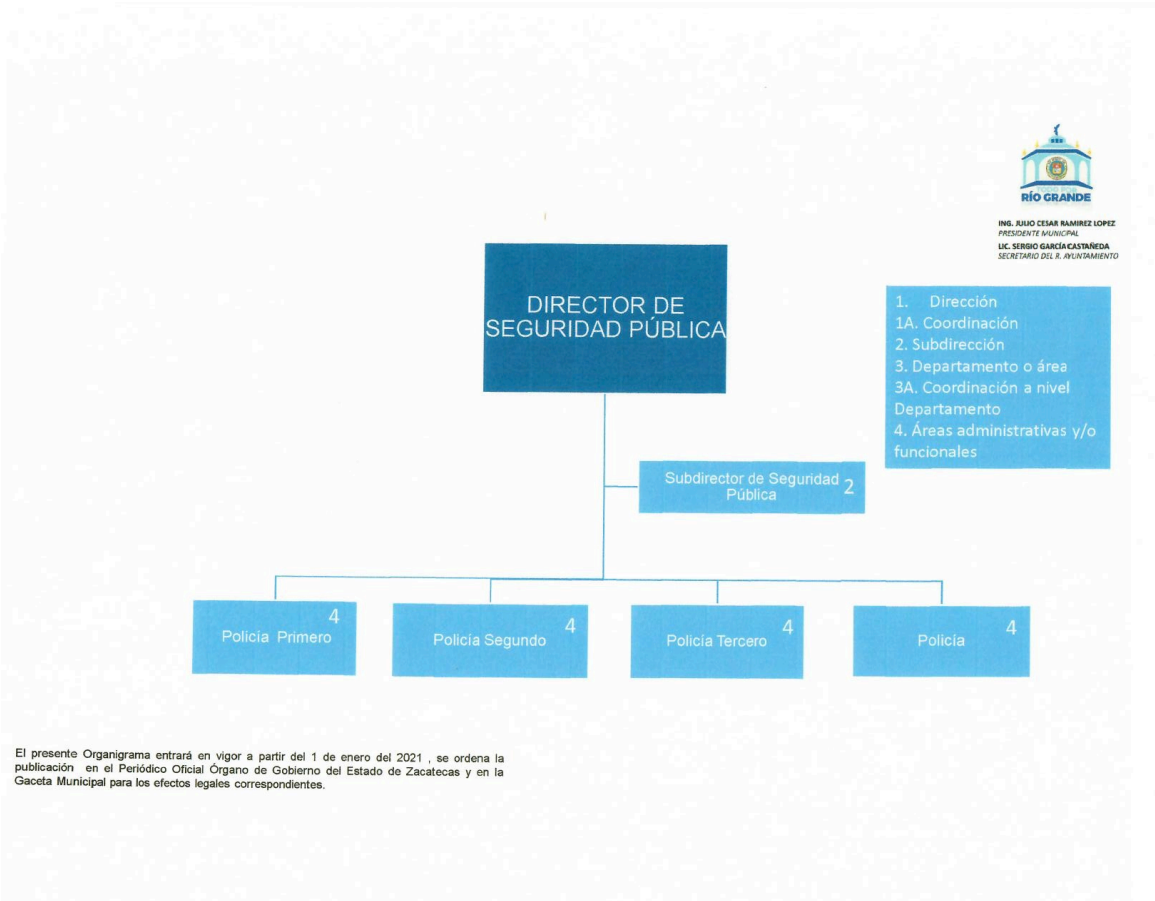 RÍO GRANDE
ING. JULIO CESAR RAMIREZ LOPEZ
PRESIDENTE MUNICIPAL
LIC. SERGIO GARCÍA CASTAÑEDA
SECRETARIO DEL R. AYUNTAMIENTO
DIRECTOR DE
SEGURIDAD PÚBLICA
1. Dirección
1A. Coordinación
2. Subdirección
3. Departamento o área
3A. Coordinación a nivel
Departamento
4. Áreas administrativas y/o
funcionales
Subdirector de Seguridad
Pública
2
4
Policía Primero
4
Policía Segundo
4
Policía Tercero
4
Policía
El presente Organigrama entrará en vigor a partir del 1 de enero del 2021 , se ordena la
publicación en el Periódico Oficial Órgano de Gobierno del Estado de Zacatecas y en la
Gaceta Municipal para los efectos legales correspondientes.